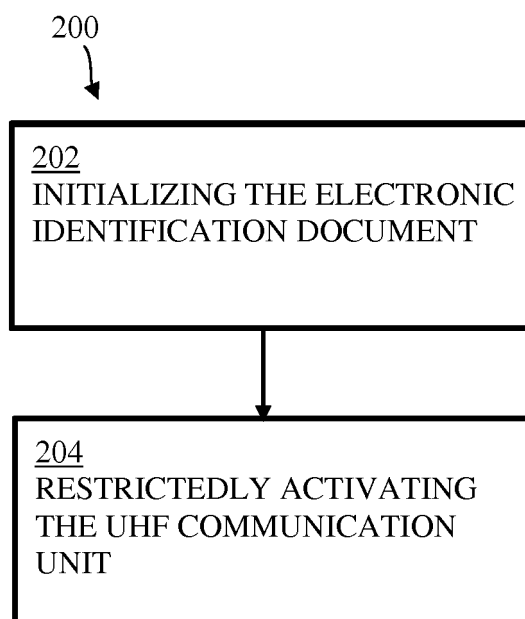 200
202
INITIALIZING THE ELECTRONIC
IDENTIFICATION DOCUMENT
204
RESTRICTEDLY ACTIVATING
THE UHF COMMUNICATION
UNIT